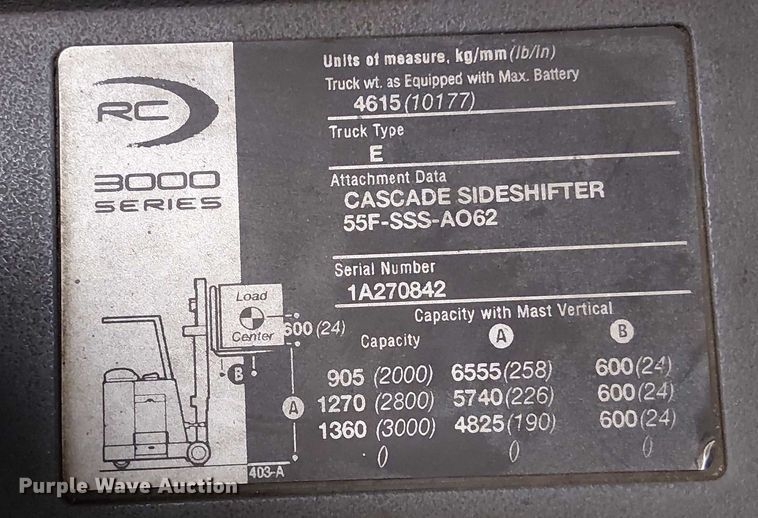 RC
3000
SERIES
Units of measure, kg/mm (lb/in)
Truck wt. as Equipped with Max. Battery
4615 (10177)
Truck Type
E
Attachment Data
CASCADE SIDESHIFTER
55F-SSS-AO62
Serial Number
1A270842
Capacity with Mast Vertical
Capacity A B
905 (2000) 6555 (258) 600 (24)
1270 (2800) 5740 (226) 600 (24)
1360 (3000) 4825 (190) 600 (24)
() () ()
Load
Center
600 (24)
B
A
403-A
Purple Wave Auction